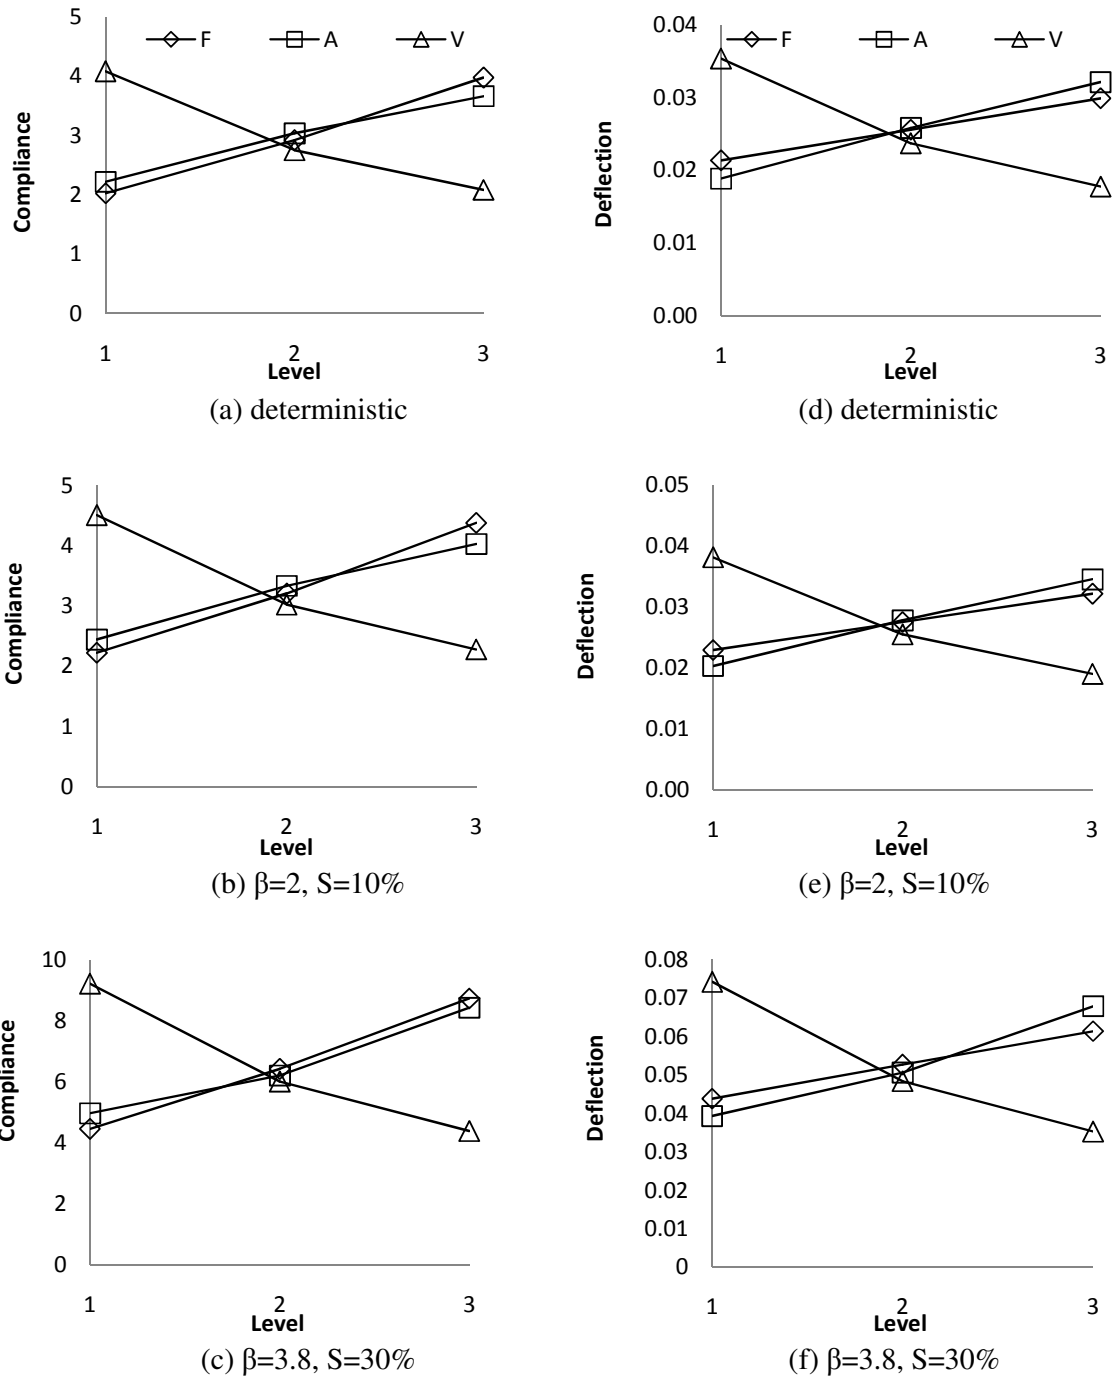 5
4
3
2
1
0
Compliance
F A V
1 2 3
Level
(a) deterministic
0.04
0.03
0.02
0.01
0.00
Deflection
F A V
1 2 3
Level
(d) deterministic
5
4
3
2
1
0
Compliance
1 2 3
Level
(b) β=2, S=10%
0.05
0.04
0.03
0.02
0.01
0.00
Deflection
1 2 3
Level
(e) β=2, S=10%
10
8
6
4
2
0
Compliance
1 2 3
Level
(c) β=3.8, S=30%
0.08
0.07
0.06
0.05
0.04
0.03
0.02
0.01
0
Deflection
1 2 3
Level
(f) β=3.8, S=30%